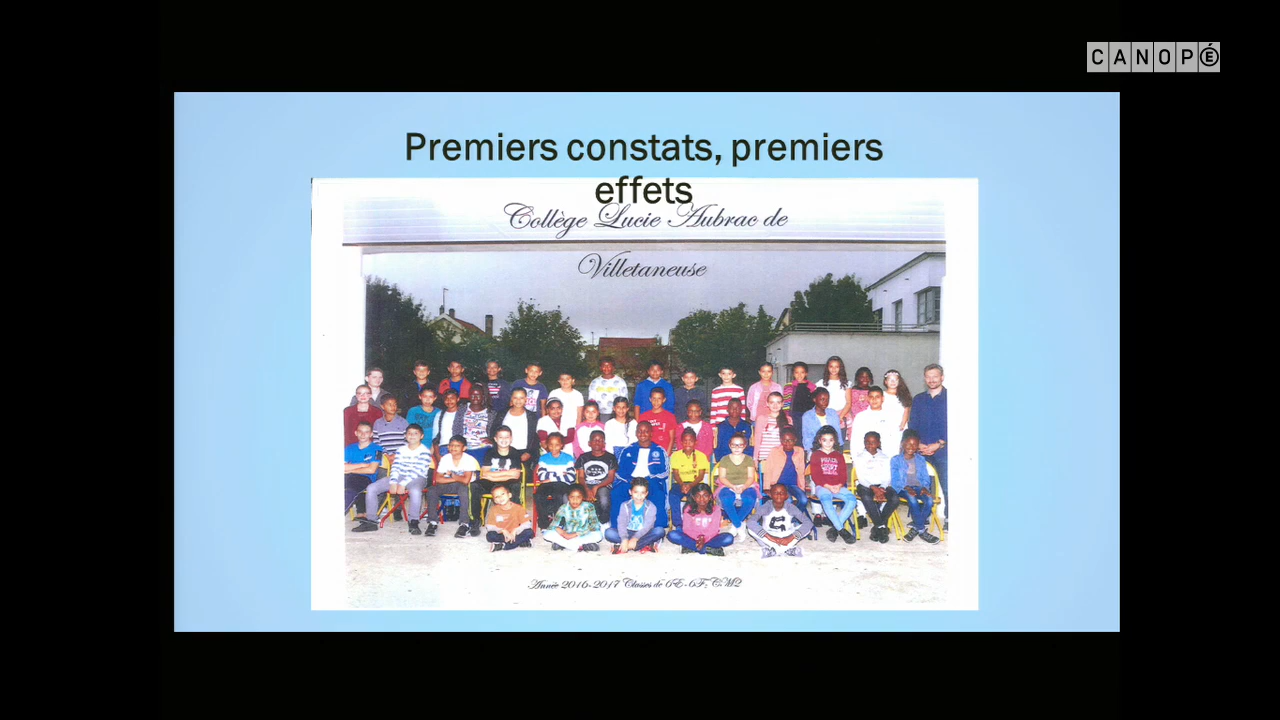 CANOPÉ
Premiers constats, premiers
effets
Collège Lucie Aubrac de
Villetaneuse
Année 2016-2017 Classes de 6E-6F, CM2